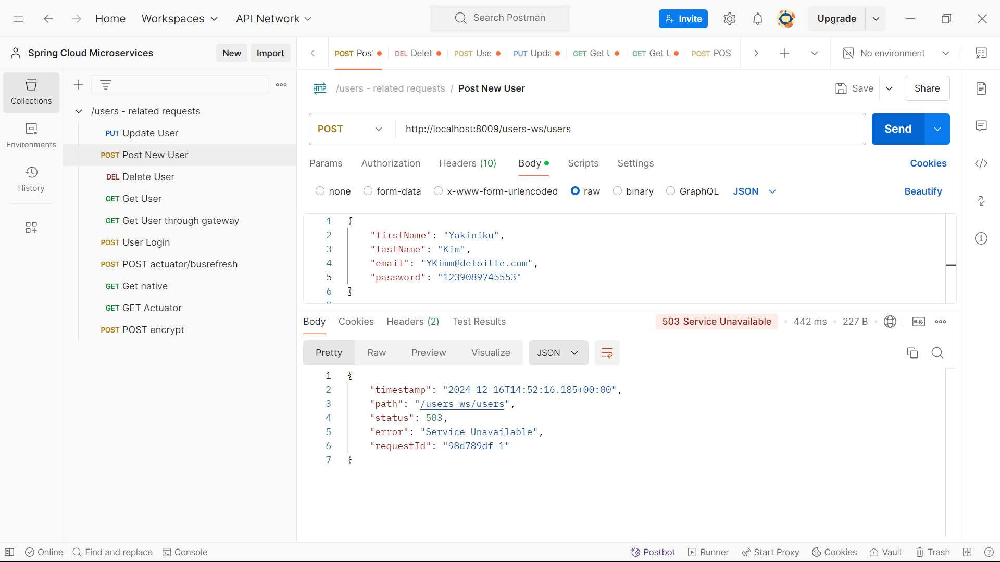 Home Workspaces API Network Search Postman Invite Upgrade
Spring Cloud Microservices New Import
POST Pos DEL Delet POST Use PUT Upda GET Get GET Get POST POS No environment
Collections
Environments
History
/users - related requests
PUT Update User
POST Post New User
DEL Delete User
GET Get User
GET Get User through gateway
POST User Login
POST POST actuator/busrefresh
GET Get native
GET GET Actuator
POST POST encrypt
HTTP /users - related requests / Post New User Save Share
POST http://localhost:8009/users-ws/users Send
Params Authorization Headers (10) Body Scripts Settings Cookies
none form-data x-www-form-urlencoded raw binary GraphQL JSON Beautify
1 {
2 "firstName": "Yakiniku",
3 "lastName": "Kim",
4 "email": "YKimm@deloitte.com",
5 "password": "1239089745553"
6 }
Body Cookies Headers (2) Test Results 503 Service Unavailable 442 ms 227 B e.g.
Pretty Raw Preview Visualize JSON
1 {
2 "timestamp": "2024-12-16T14:52:16.185+00:00",
3 "path": "/users-ws/users",
4 "status": 503,
5 "error": "Service Unavailable",
6 "requestId": "98d789df-1"
7 }
Online Find and replace Console Postbot Runner Start Proxy Cookies Vault Trash